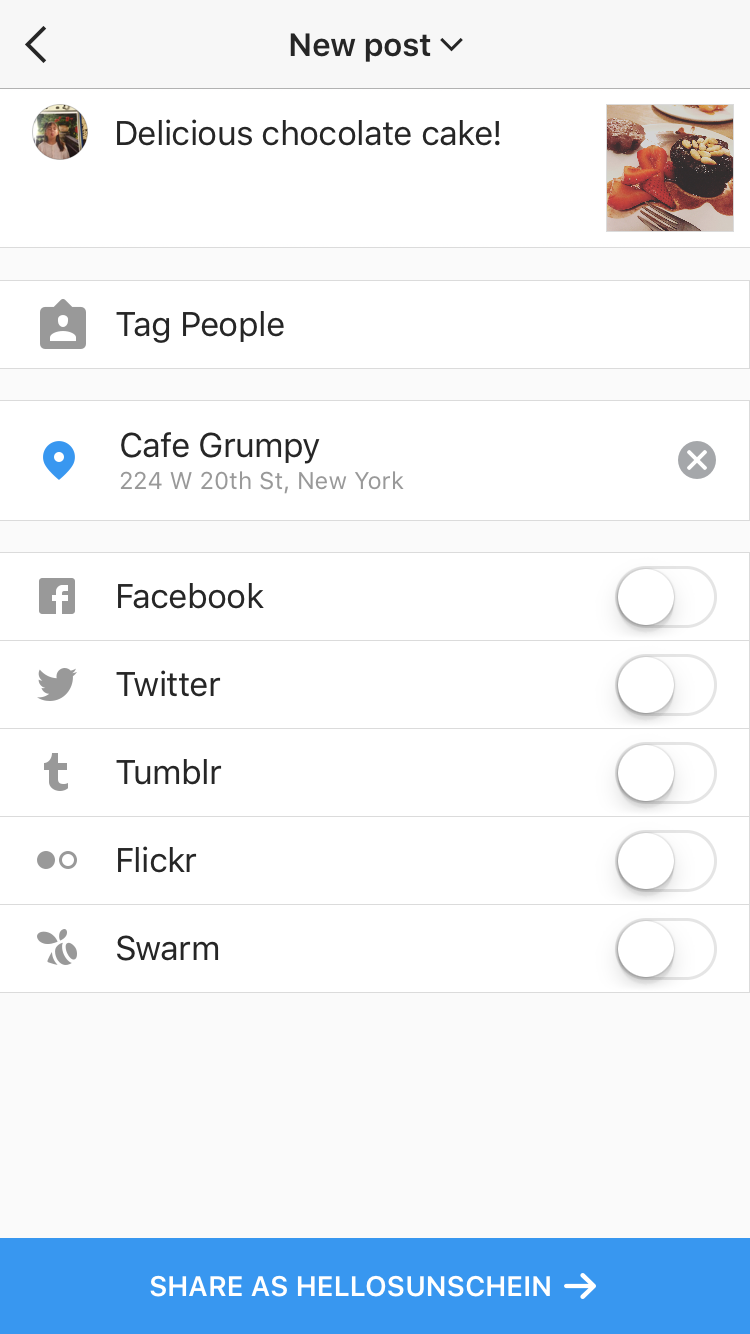 New post
Delicious chocolate cake!
Tag People
Cafe Grumpy
224 W 20th St, New York
Facebook
Twitter
Tumblr
Flickr
Swarm
SHARE AS HELLOSUNSCHEIN